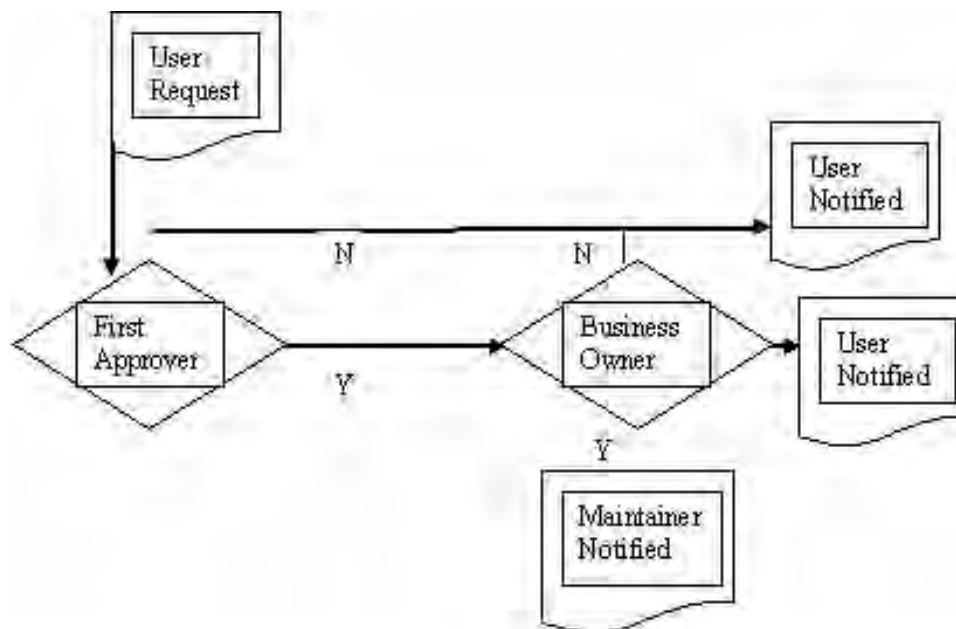 User
Request
User
Notified
N
N
First
Approver
Business
Owner
User
Notified
Y
Y
Maintainer
Notified